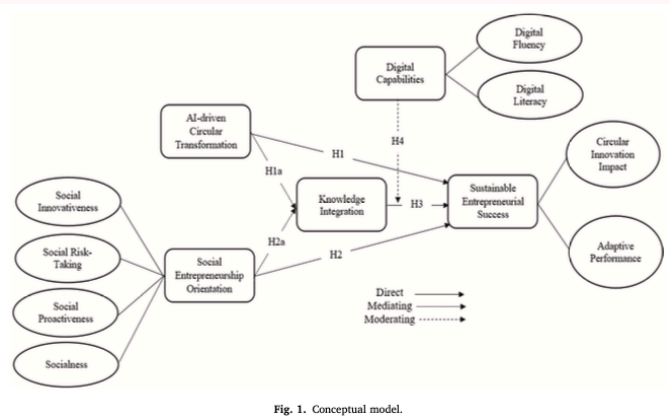 Digital
Fluency
Digital
Capabilities
Digital
Literacy
AI-driven
Circular
Transformation
H4
H1
Circular
Innovation
Impact
H1a
Social
Innovativeness
Knowledge
Integration
H3
Sustainable
Entrepreneurial
Success
Social Risk-
Taking
H2a
H2
Social
Entrepreneurship
Orientation
Adaptive
Performance
Social
Proactiveness
Direct
Mediating
Moderating
Socialness
Fig. 1. Conceptual model.